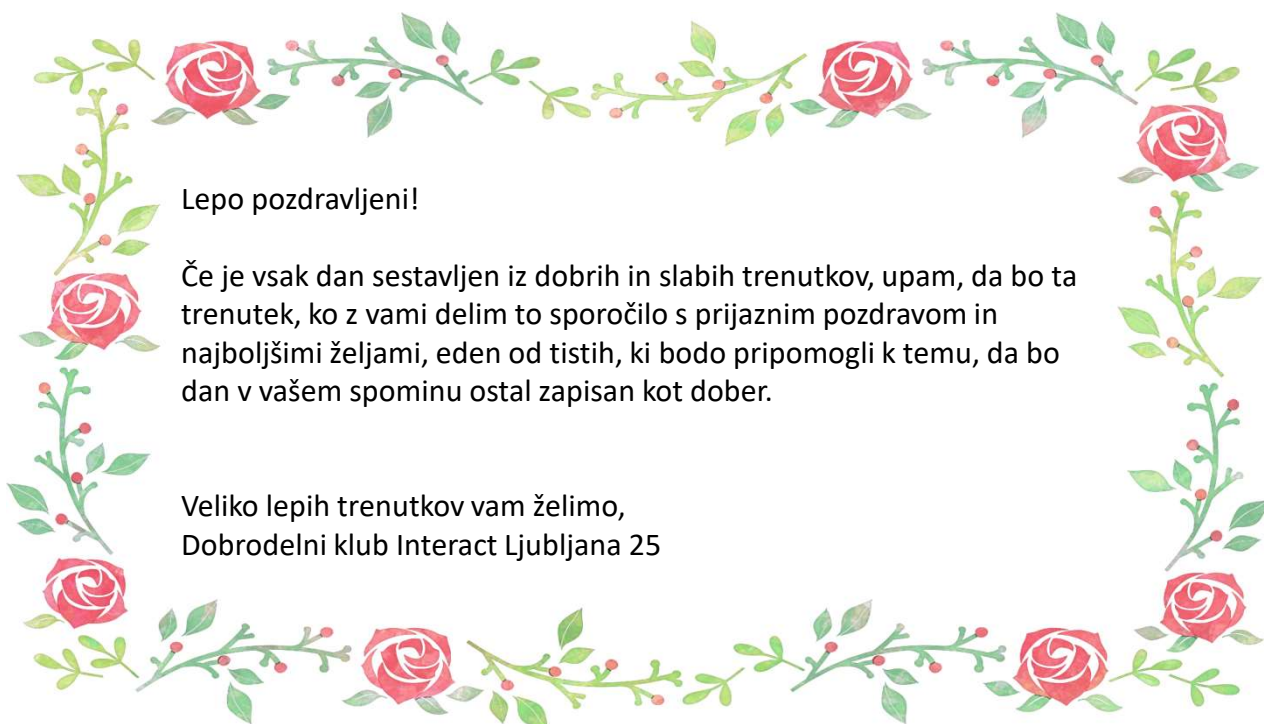 Lepo pozdravljeni!
Če je vsak dan sestavljen iz dobrih in slabih trenutkov, upam, da bo ta
trenutek, ko z vami delim to sporočilo s prijaznim pozdravom in
najboljšimi željami, eden od tistih, ki bodo pripomogli k temu, da bo
dan v vašem spominu ostal zapisan kot dober.
Veliko lepih trenutkov vam želimo,
Dobrodelni klub Interact Ljubljana 25